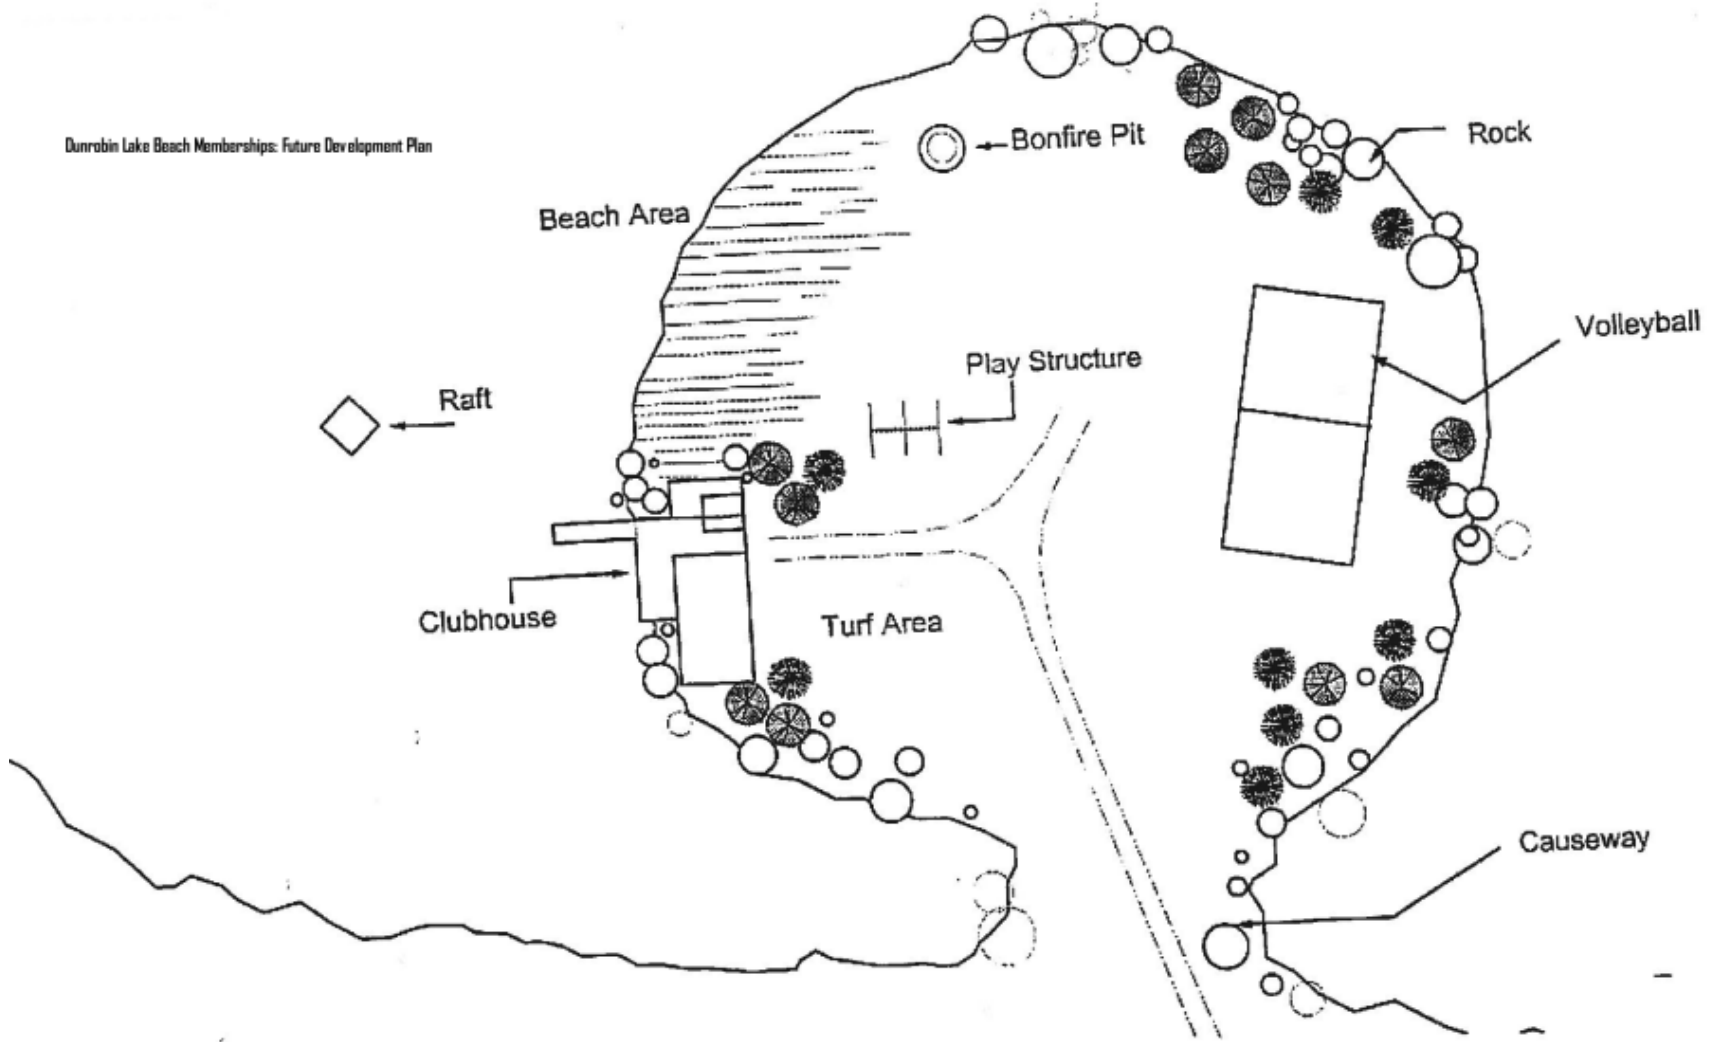 Dunrobin Lake Beach Memberships: Future Development Plan
Bonfire Pit
Rock
Beach Area
Volleyball
Play Structure
Raft
Clubhouse
Turf Area
Causeway